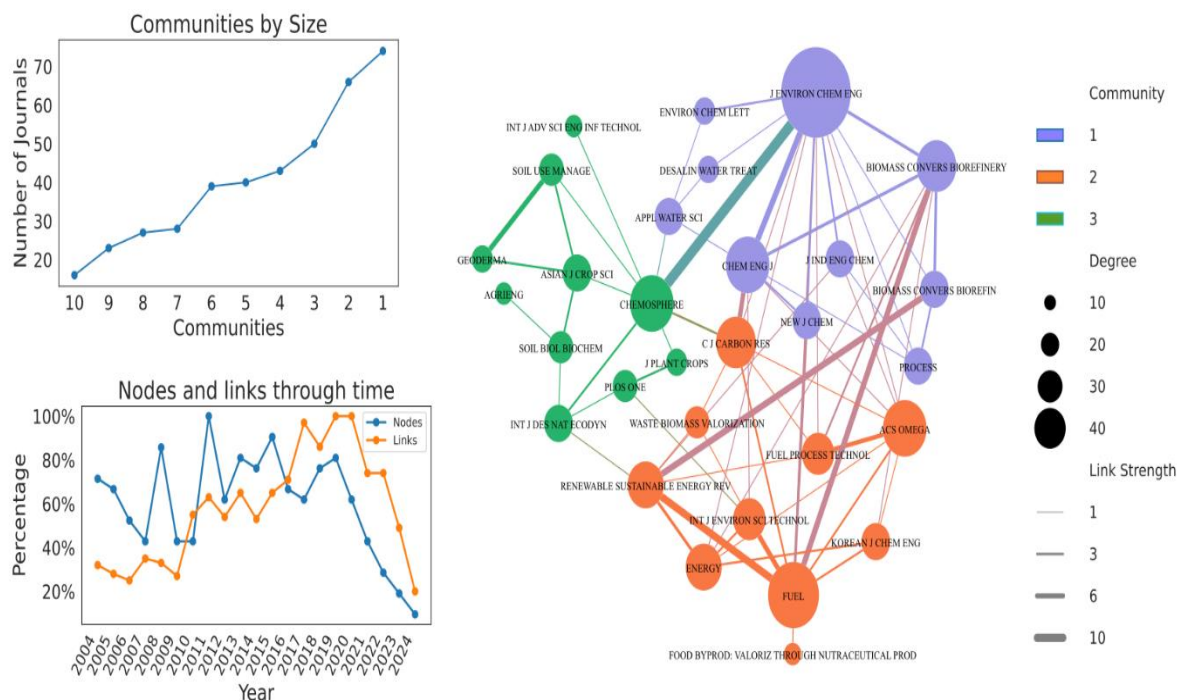 Communities by Size
Number of Journals
70
60
50
40
30
20
10 9 8 7 6 5 4 3 2 1
Communities
Nodes and links through time
Percentage
100%
80%
60%
40%
20%
Nodes
Links
2004 2005 2006 2007 2008 2009 2010 2011 2012 2013 2014 2015 2016 2017 2018 2019 2020 2021 2022 2023 2024
Year
J ENVIRON CHEM ENG
ENVIRON CHEM LETT
INT J ADV SCI ENG INF TECHNOL
SOIL USE MANAGE
DESALIN WATER TREAT
BIOMASS CONVERS BIOREFINERY
APPL WATER SCI
GEODERMA
ASIAN J CROP SCI
CHEM ENG J
J IND ENG CHEM
AGRIENG
CHEMOSPHERE
BIOMASS CONVERS BIOREFIN
NEW J CHEM
SOIL BIOL BIOCHEM
C J CARBON RES
J PLANT CROPS
PROCESS
PLOS ONE
INT J DES NAT ECODYN
WASTE BIOMASS VALORIZATION
ACS OMEGA
FUEL PROCESS TECHNOL
RENEWABLE SUSTAINABLE ENERGY REV
INT J ENVIRON SCI TECHNOL
KOREAN J CHEM ENG
ENERGY
FUEL
FOOD BYPROD: VALORIZ THROUGH NUTRACEUTICAL PROD
Community
1
2
3
Degree
10
20
30
40
Link Strength
1
3
6
10